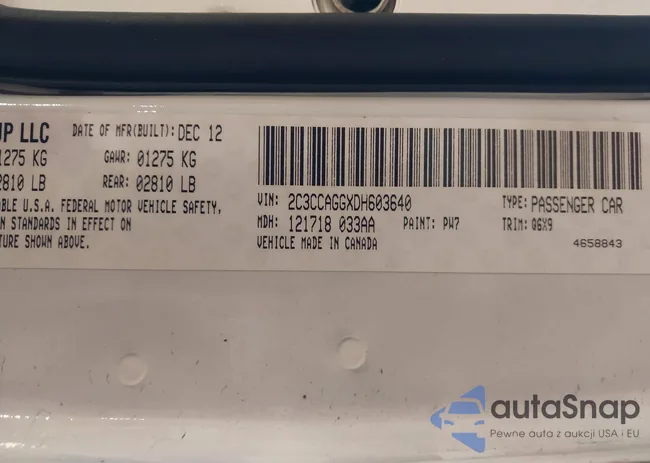 UP LLC DATE OF MFR(BUILT): DEC 12
1275 KG GAWR: 01275 KG
2810 LB REAR: 02810 LB
ABLE U.S.A. FEDERAL MOTOR VEHICLE SAFETY,
N STANDARDS IN EFFECT ON
TURE SHOWN ABOVE.
VIN: 2C3CCAGGXDH603640 TYPE: PASSENGER CAR
MDH: 121718 033AA PAINT: PW7 TRIM: Q6X9
VEHICLE MADE IN CANADA 4658843
autaSnap
Pewne auta z aukcji USA i EU